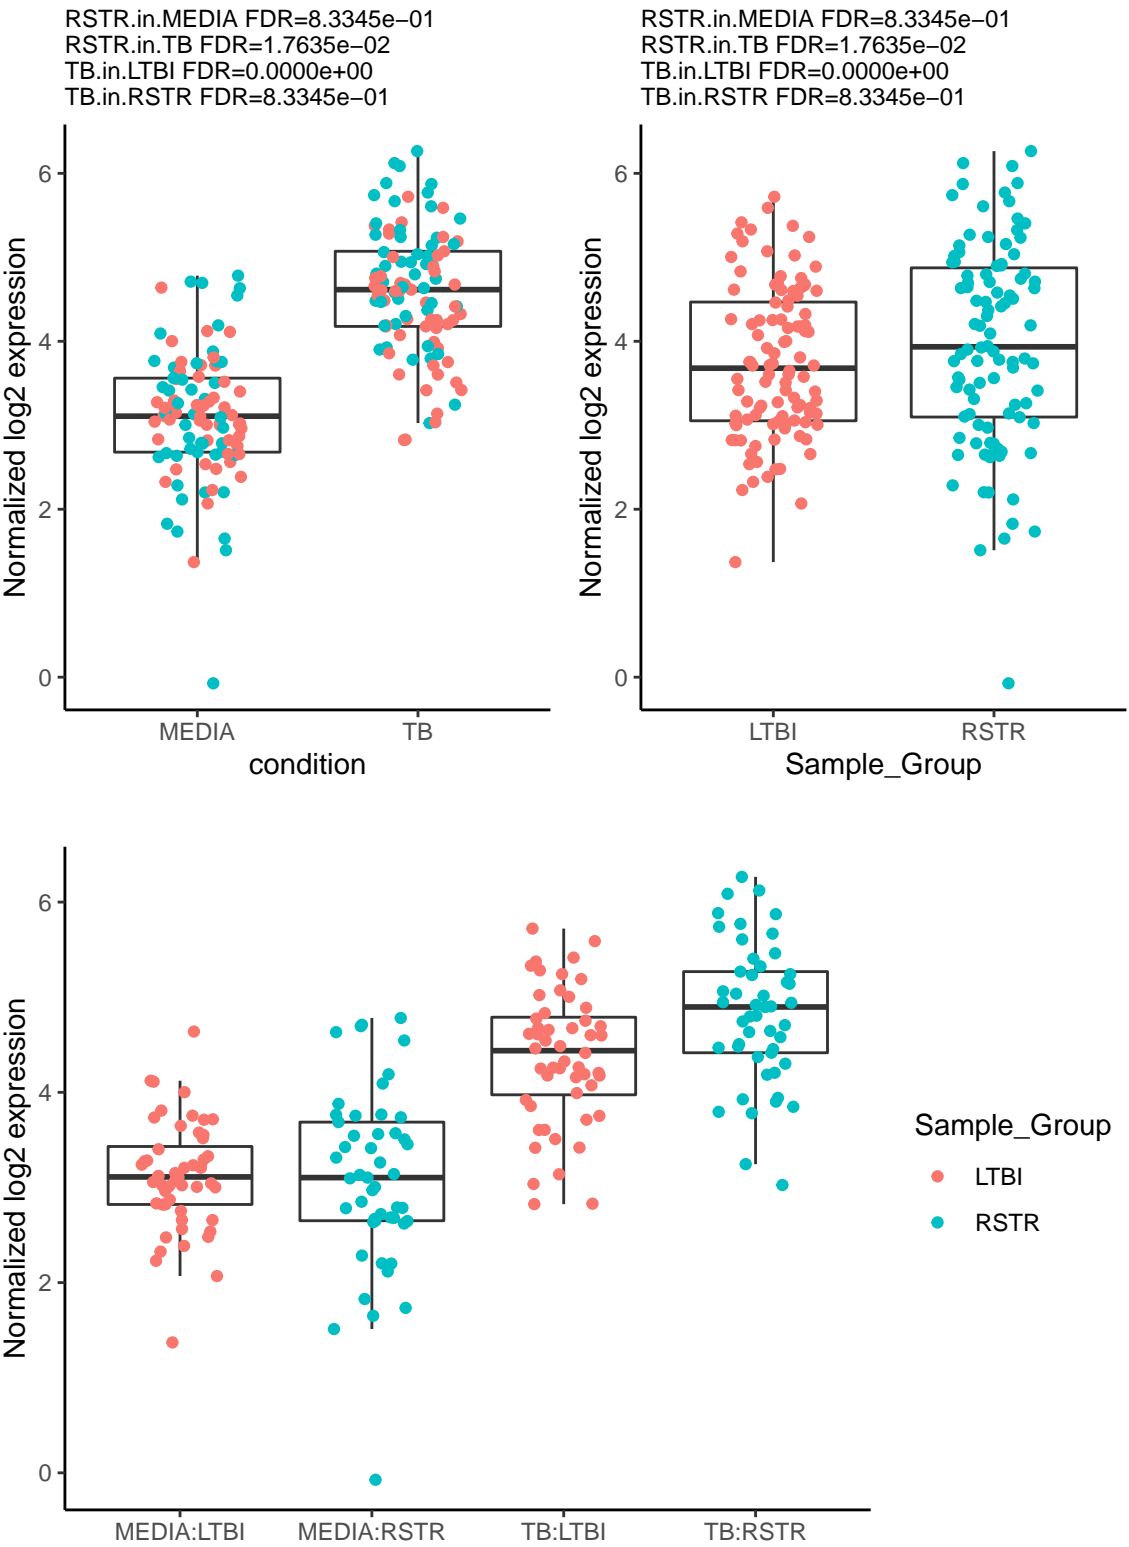 RSTR.in.MEDIA FDR=8.3345e−01
RSTR.in.TB FDR=1.7635e−02
TB.in.LTBI FDR=0.0000e+00
TB.in.RSTR FDR=8.3345e−01
Normalized log2 expression
6
4
2
0
MEDIA TB
condition
RSTR.in.MEDIA FDR=8.3345e−01
RSTR.in.TB FDR=1.7635e−02
TB.in.LTBI FDR=0.0000e+00
TB.in.RSTR FDR=8.3345e−01
Normalized log2 expression
6
4
2
0
LTBI RSTR
Sample_Group
Normalized log2 expression
6
4
2
0
MEDIA:LTBI MEDIA:RSTR TB:LTBI TB:RSTR
Sample_Group
LTBI
RSTR